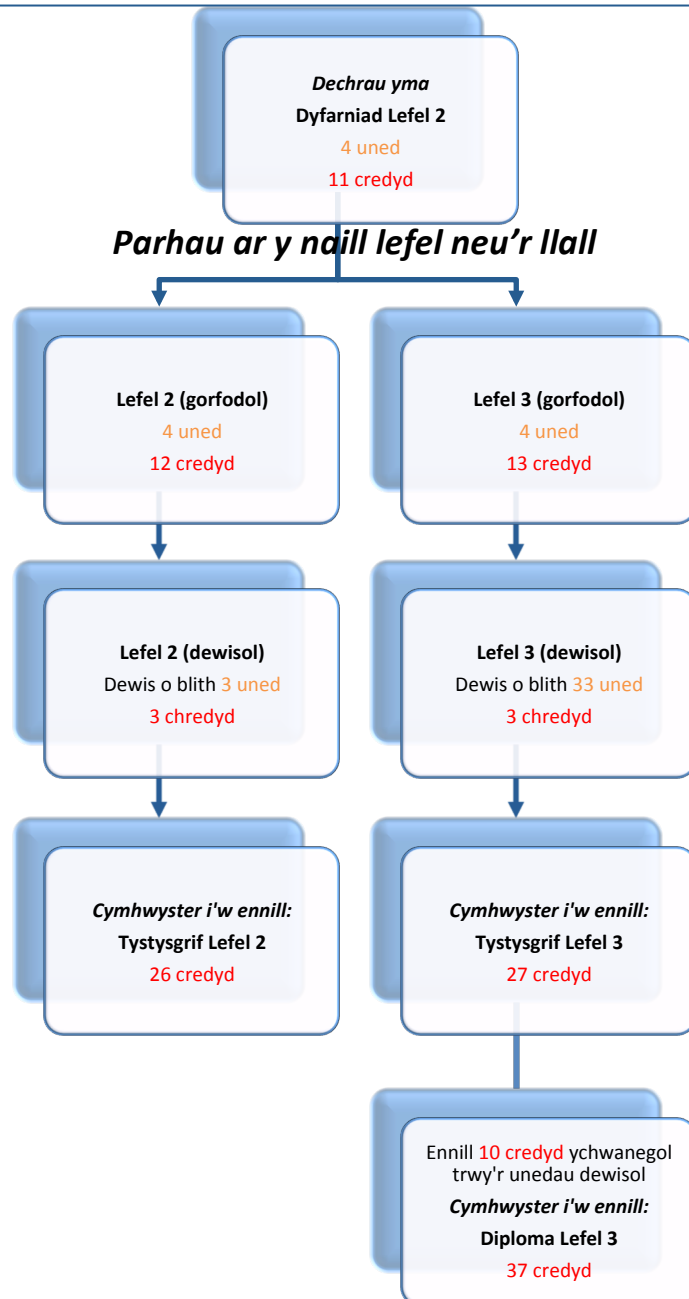 Dechrau yma
Dyfarniad Lefel 2
4 uned
11 credyd
Parhau ar y naill lefel neu'r llall
Lefel 2 (gorfodol)
4 uned
12 credyd
Lefel 3 (gorfodol)
4 uned
13 credyd
Lefel 2 (dewisol)
Dewis o blith 3 uned
3 chredyd
Lefel 3 (dewisol)
Dewis o blith 33 uned
3 chredyd
Cymhwyster i'w ennill:
Tystysgrif Lefel 2
26 credyd
Cymhwyster i'w ennill:
Tystysgrif Lefel 3
27 credyd
Ennill 10 credyd ychwanegol
trwy'r unedau dewisol
Cymhwyster i'w ennill:
Diploma Lefel 3
37 credyd